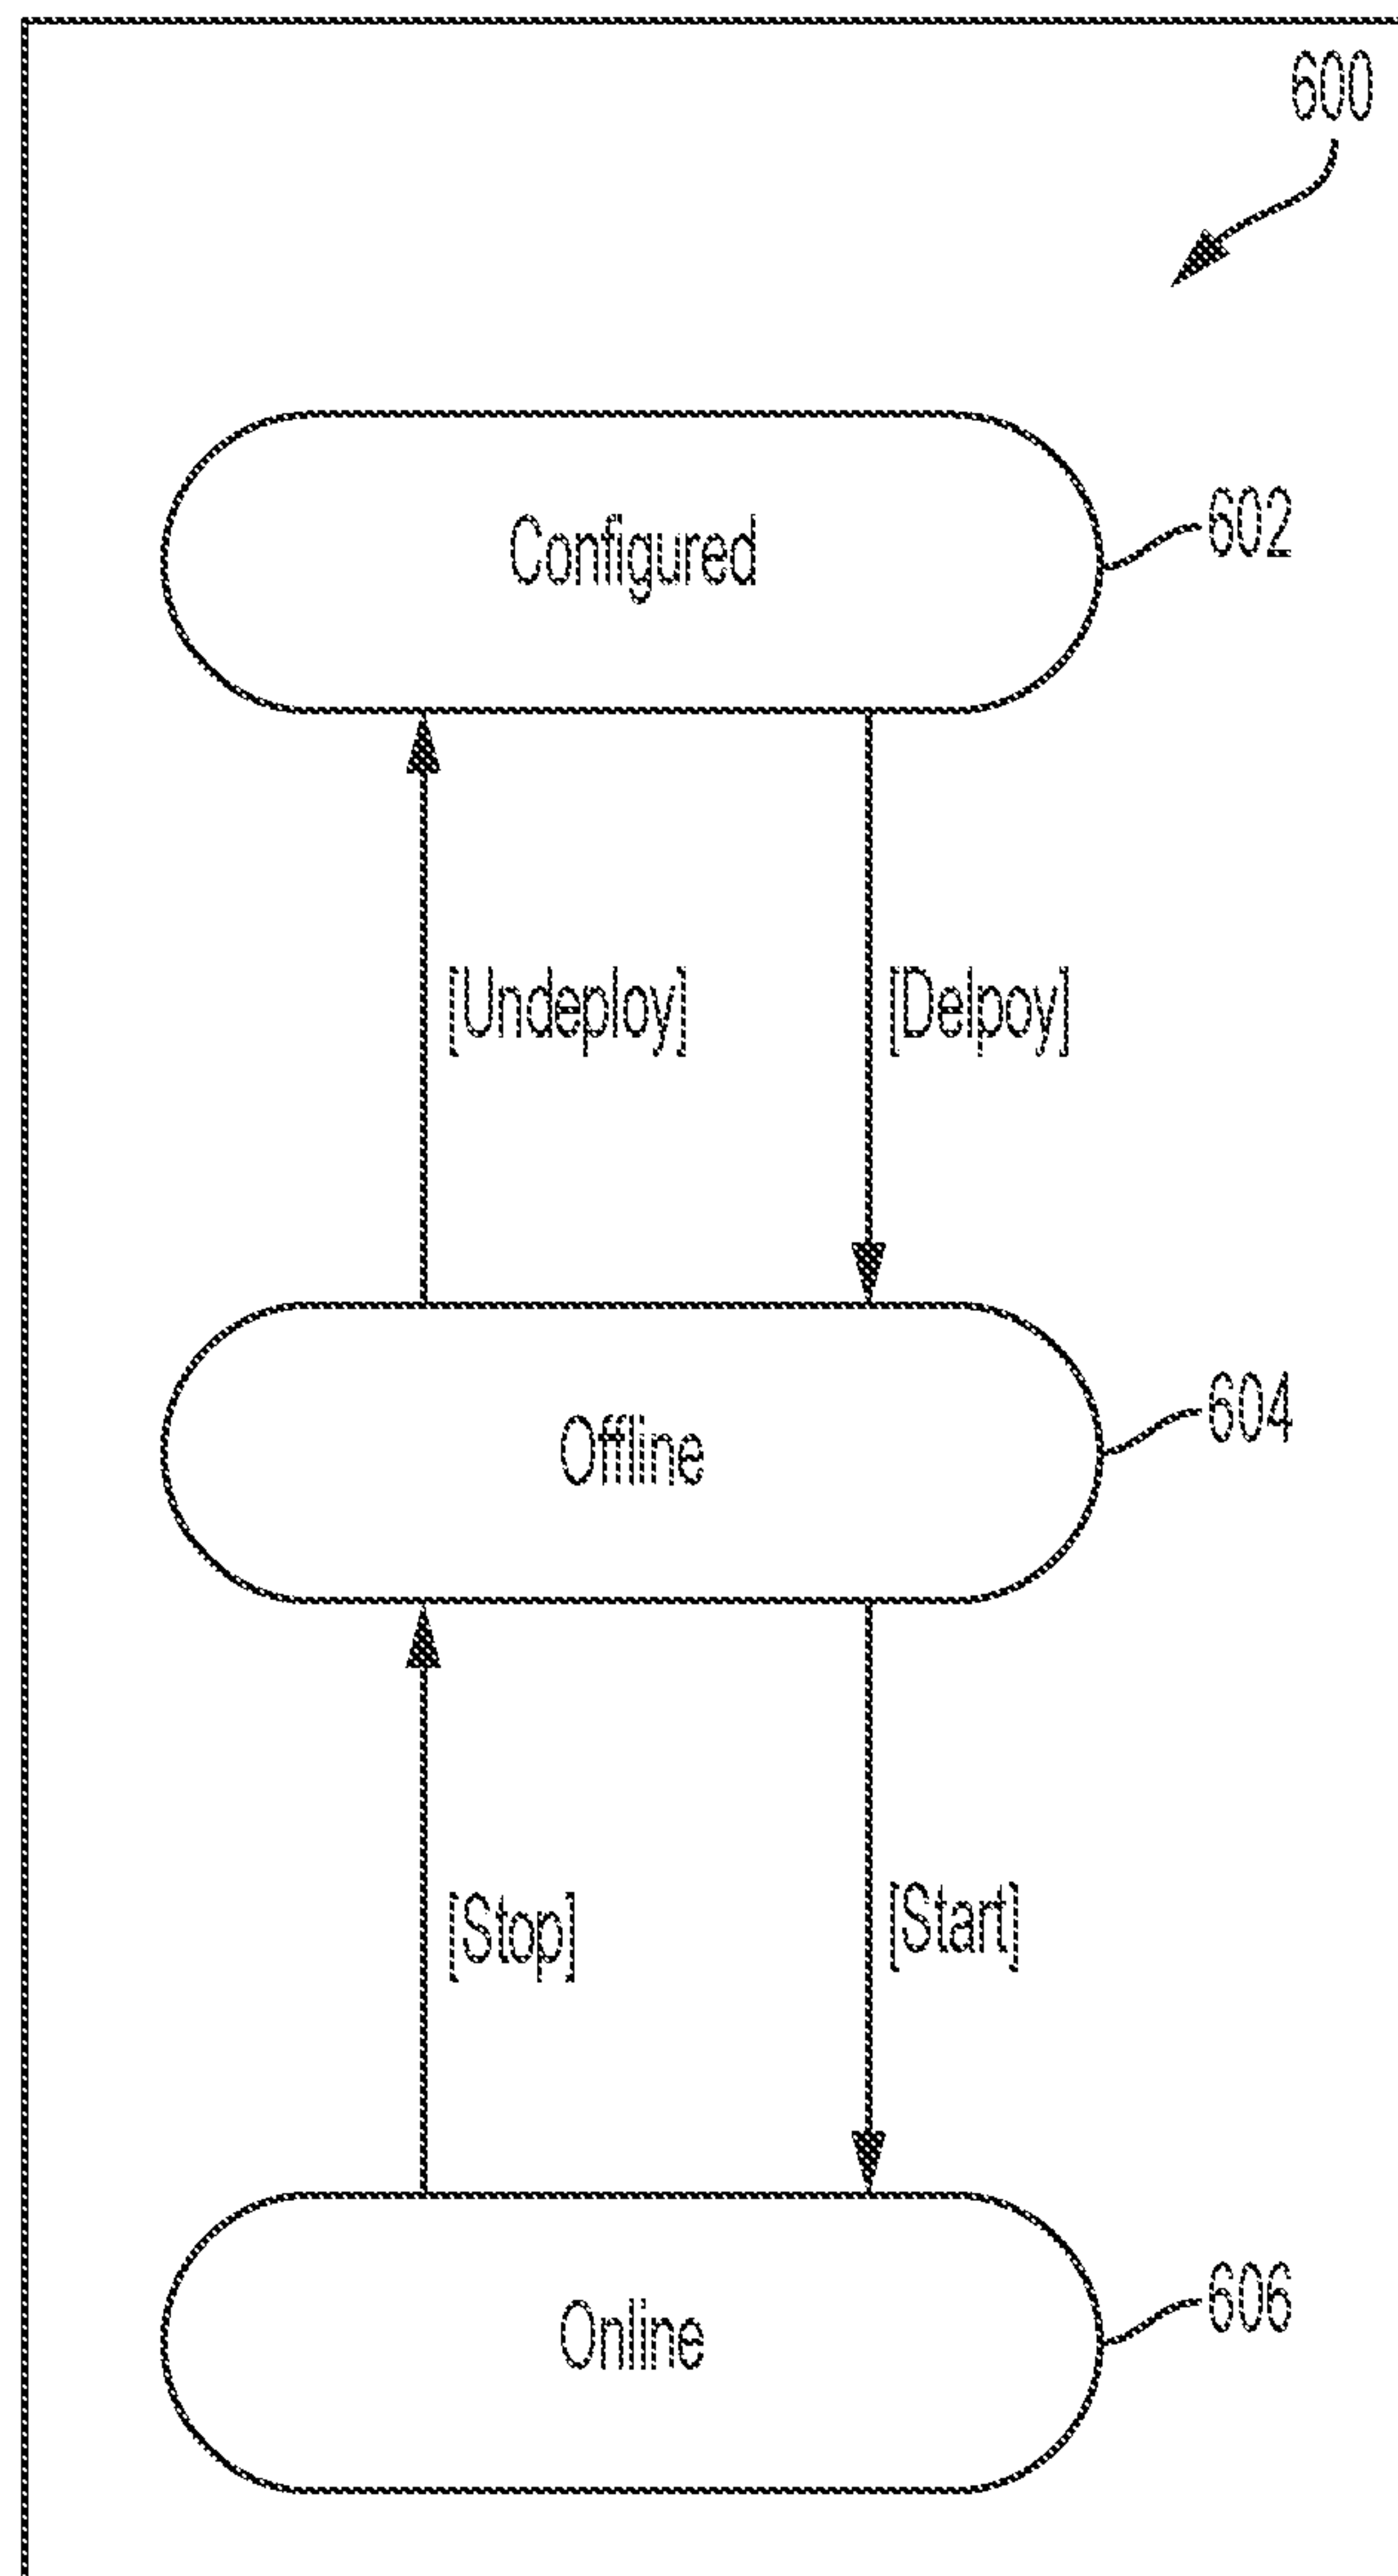 600
Configured
602
[Undeploy]
[Delpoy]
Offline
604
[Stop]
[Start]
Online
606